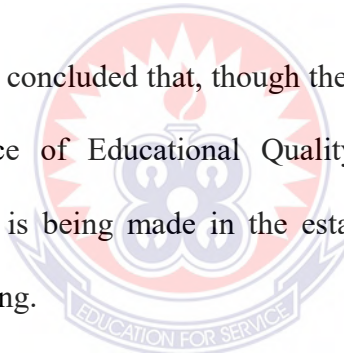 concluded that, though the
ce of Educational Quality
is being made in the esta
ng.
EDUCATION FOR SERVICE